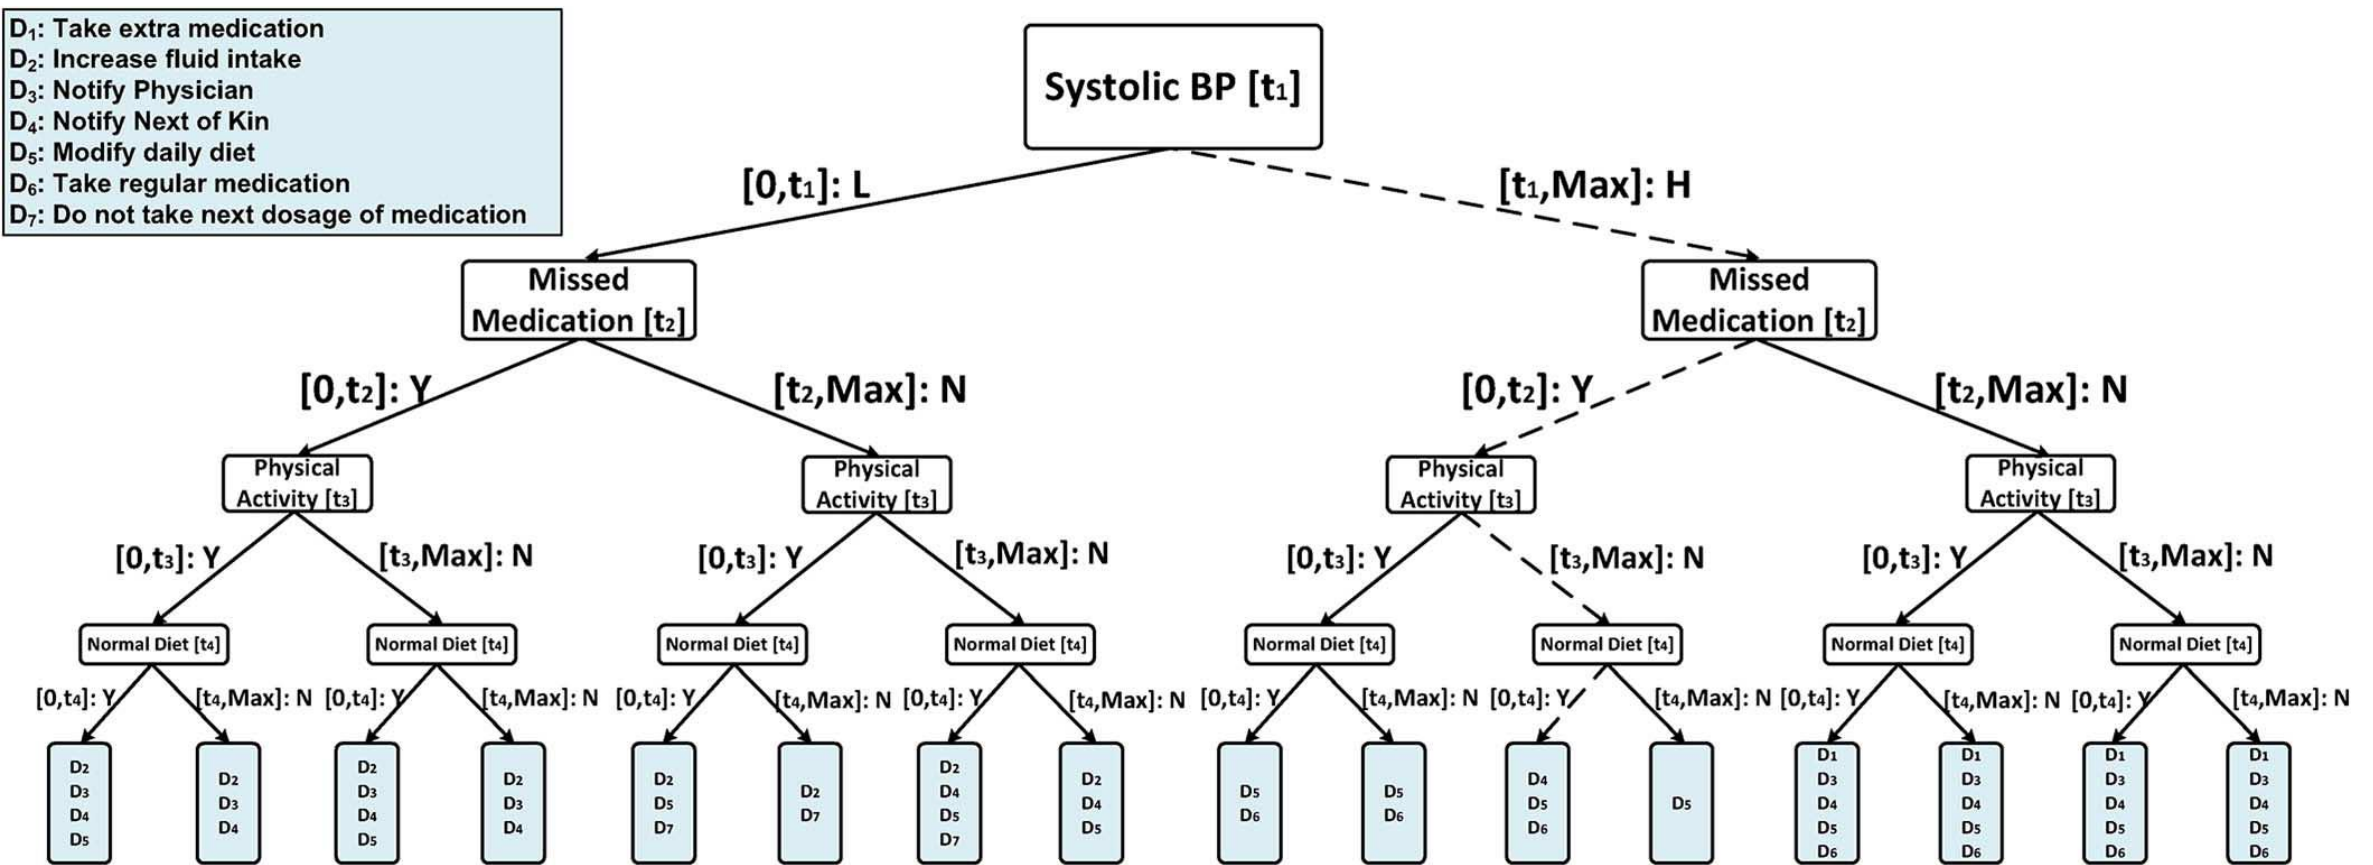 D₁: Take extra medication
D₂: Increase fluid intake
D₃: Notify Physician
D₄: Notify Next of Kin
D₅: Modify daily diet
D₆: Take regular medication
D₇: Do not take next dosage of medication
Systolic BP [t₁]
[0,t₁]: L
[t₁,Max]: H
Missed
Medication [t₂]
Missed
Medication [t₂]
[0,t₂]: Y
[t₂,Max]: N
[0,t₂]: Y
[t₂,Max]: N
Physical
Activity [t₃]
Physical
Activity [t₃]
Physical
Activity [t₃]
Physical
Activity [t₃]
[0,t₃]: Y
[t₃,Max]: N
[0,t₃]: Y
[t₃,Max]: N
[0,t₃]: Y
[t₃,Max]: N
[0,t₃]: Y
[t₃,Max]: N
Normal Diet [t₄]
Normal Diet [t₄]
Normal Diet [t₄]
Normal Diet [t₄]
Normal Diet [t₄]
Normal Diet [t₄]
Normal Diet [t₄]
Normal Diet [t₄]
[0,t₄]: Y
[t₄,Max]: N
[0,t₄]: Y
[t₄,Max]: N
[0,t₄]: Y
[t₄,Max]: N
[0,t₄]: Y
[t₄,Max]: N
[0,t₄]: Y
[t₄,Max]: N
[0,t₄]: Y
[t₄,Max]: N
[0,t₄]: Y
[t₄,Max]: N
[0,t₄]: Y
[t₄,Max]: N
D₂
D₃
D₄
D₅
D₂
D₃
D₄
D₂
D₃
D₄
D₅
D₂
D₃
D₄
D₂
D₅
D₇
D₂
D₇
D₂
D₄
D₅
D₇
D₂
D₄
D₅
D₅
D₆
D₅
D₆
D₄
D₅
D₆
D₅
D₁
D₃
D₄
D₅
D₆
D₁
D₃
D₄
D₅
D₆
D₁
D₃
D₄
D₅
D₆
D₁
D₃
D₄
D₅
D₆